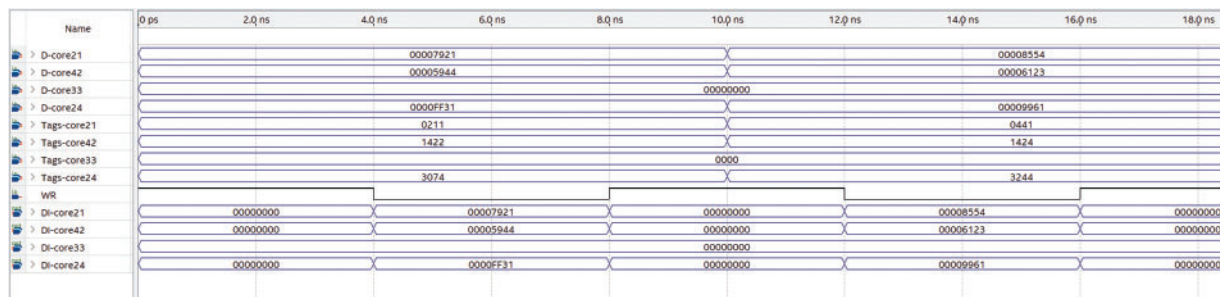 Name 0 ps 2.0 ns 4.0 ns 6.0 ns 8.0 ns 10.0 ns 12.0 ns 14.0 ns 16.0 ns 18.0 ns
D-core21 00007921 00008554
D-core42 00005944 00006123
D-core33 00000000
D-core24 0000FF31 00009961
Tags-core21 0211 0441
Tags-core42 1422 1424
Tags-core33 0000
Tags-core24 3074 3244
WR
DI-core21 00000000 00007921 00000000 00008554 00000000
DI-core42 00000000 00005944 00000000 00006123 00000000
DI-core33 00000000
DI-core24 00000000 0000FF31 00000000 00009961 00000000